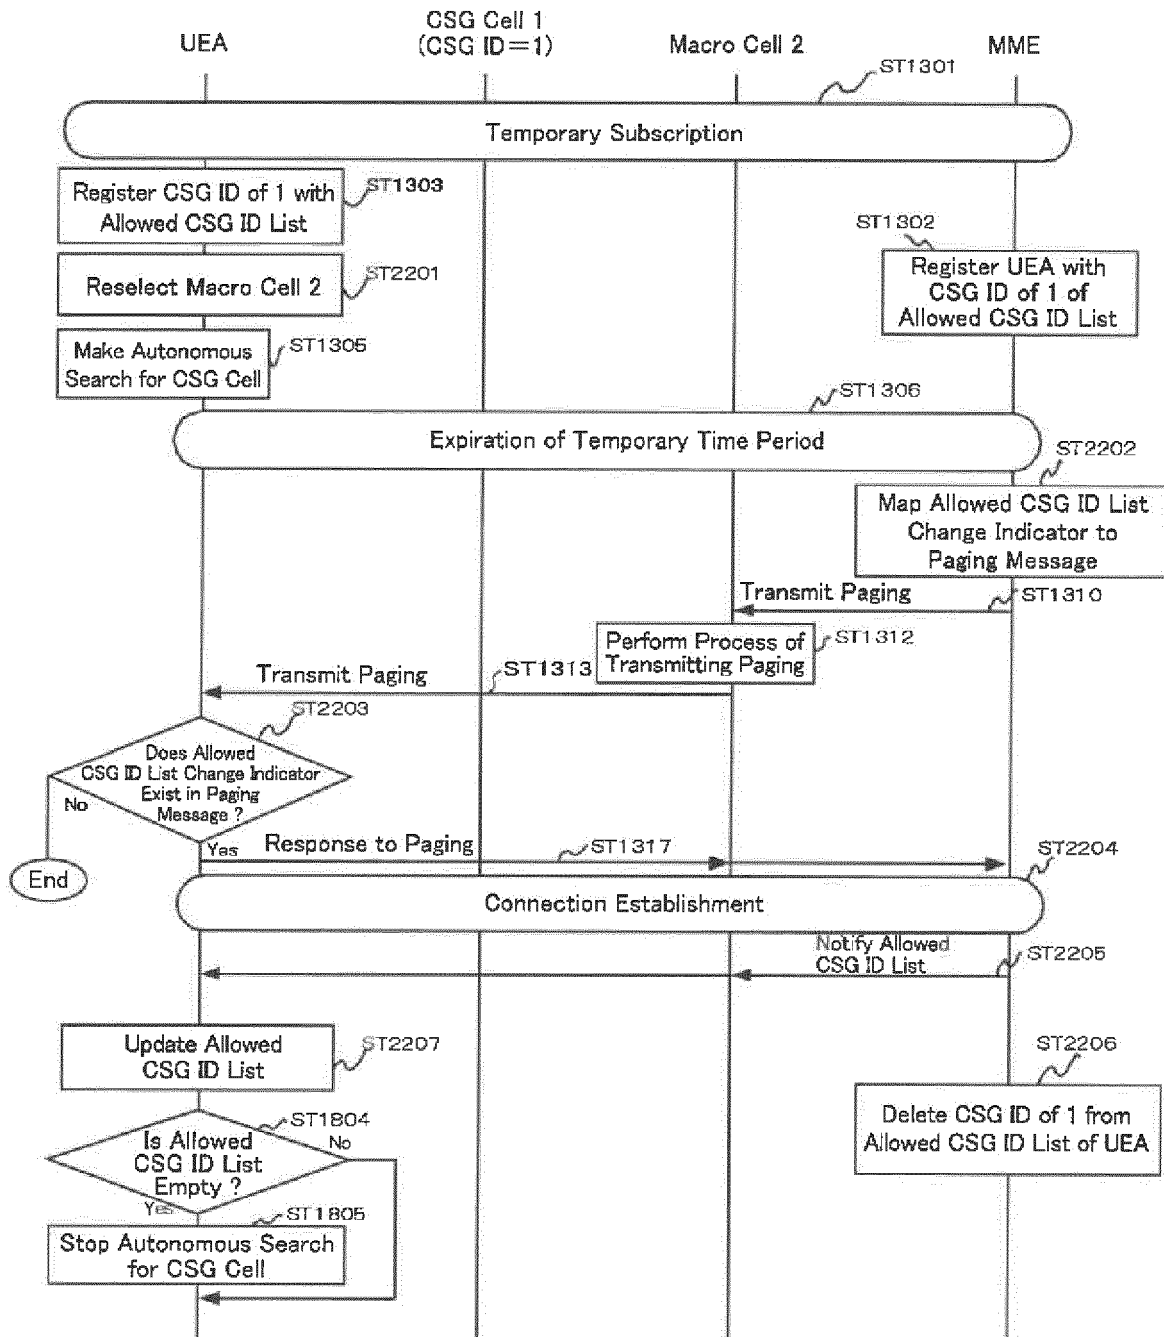 UEA
CSG Cell 1
(CSG ID=1)
Macro Cell 2
MME
ST1301
Temporary Subscription
Register CSG ID of 1 with
Allowed CSG ID List
ST1303
ST1302
Register UEA with
CSG ID of 1 of
Allowed CSG ID List
Reselect Macro Cell 2
ST2201
Make Autonomous
Search for CSG Cell
ST1305
ST1306
Expiration of Temporary Time Period
ST2202
Map Allowed CSG ID List
Change Indicator to
Paging Message
Transmit Paging
ST1310
Perform Process of
Transmitting Paging
ST1312
Transmit Paging
ST1313
ST2203
Does Allowed
CSG ID List Change Indicator
Exist in Paging
Message ?
No
Yes
End
Response to Paging
ST1317
ST2204
Connection Establishment
Notify Allowed
CSG ID List
ST2205
Update Allowed
CSG ID List
ST2207
ST2206
Delete CSG ID of 1 from
Allowed CSG ID List of UEA
ST1804
Is Allowed
CSG ID List
Empty ?
No
Yes
ST1805
Stop Autonomous Search
for CSG Cell